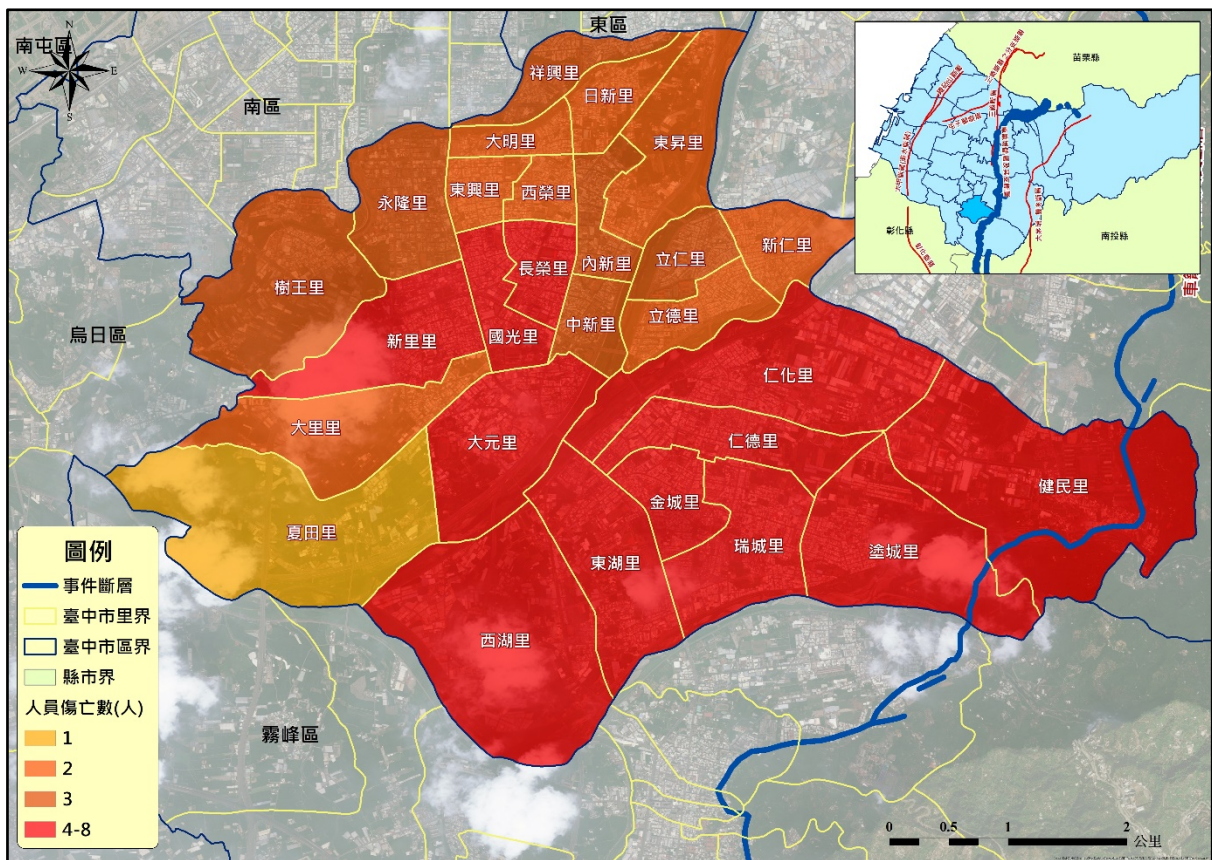 南屯區
N
W
E
S
南區
東區
祥興里
日新里
大明里
東昇里
東興里
西榮里
永隆里
新仁里
內新里
立仁里
長榮里
樹王里
立德里
中新里
國光里
新里里
烏日區
仁化里
大里里
大元里
仁德里
健民里
金城里
夏田里
瑞城里
塗城里
東湖里
西湖里
霧峰區
苗栗縣
彰化縣
南投縣
圖例
事件斷層
臺中市里界
臺中市區界
縣市界
人員傷亡數(人)
1
2
3
4-8
0
0.5
1
2
公里